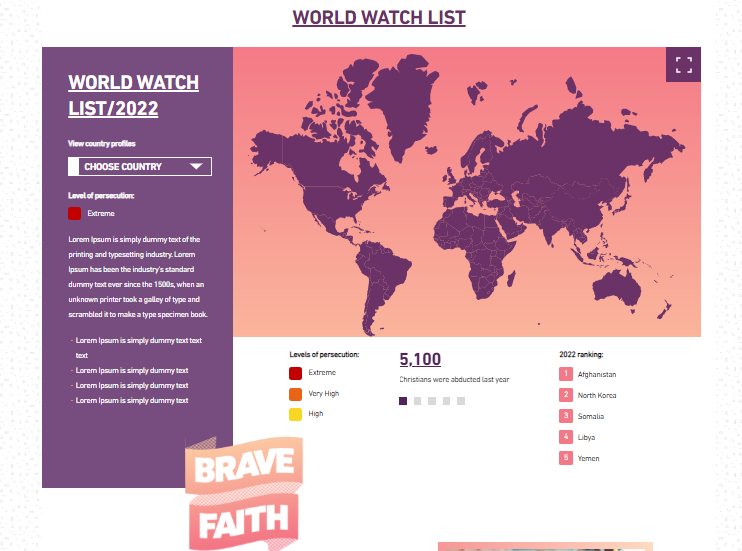 WORLD WATCH LIST
WORLD WATCH
LIST/2022
View country profiles
CHOOSE COUNTRY
Level of persecution:
Extreme
Lorem Ipsum is simply dummy text of the
printing and typesetting industry. Lorem
Ipsum has been the industry's standard
dummy text ever since the 1500s, when an
unknown printer took a galley of type and
scrambled it to make a type specimen book.
- Lorem Ipsum is simply dummy text text
text
- Lorem Ipsum is simply dummy text
- Lorem Ipsum is simply dummy text
- Lorem Ipsum is simply dummy text
BRAVE
FAITH
Levels of persecution:
Extreme
Very High
High
5,100
Christians were abducted last year
2022 ranking:
1 Afghanistan
2 North Korea
3 Somalia
4 Libya
5 Yemen